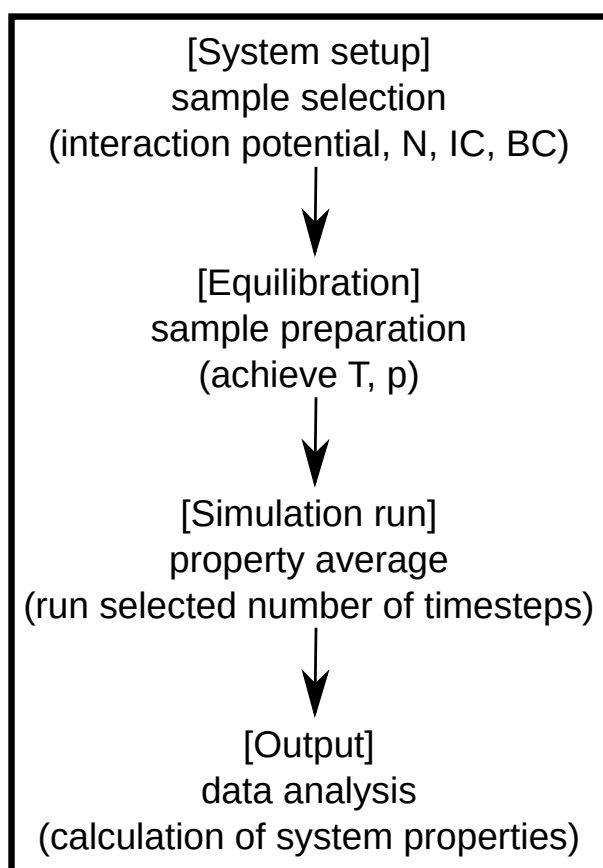 [System setup]
sample selection
(interaction potential, N, IC, BC)
[Equilibration]
sample preparation
(achieve T, p)
[Simulation run]
property average
(run selected number of timesteps)
[Output]
data analysis
(calculation of system properties)